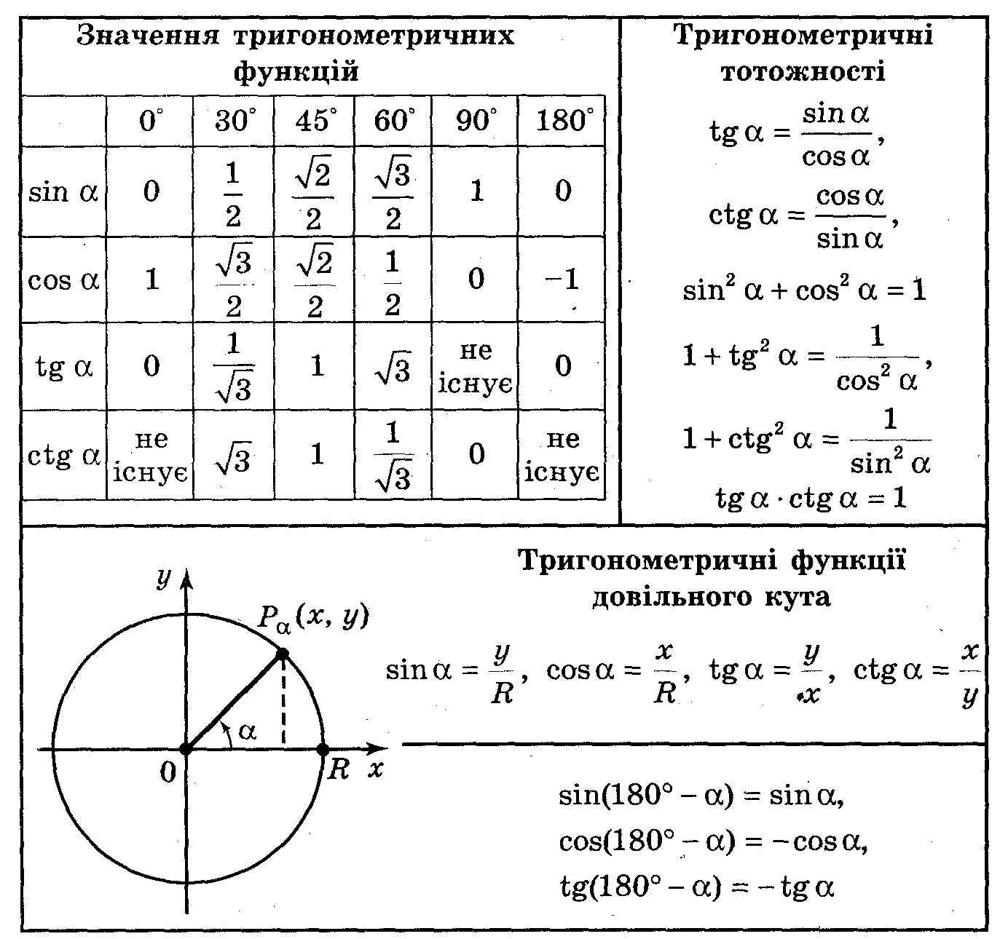 Значення тригонометричних
функцій
0° 30° 45° 60° 90° 180°
sin α 0 1/2 √2/2 √3/2 1 0
cos α 1 √3/2 √2/2 1/2 0 −1
tg α 0 1/√3 1 √3 не існує 0
ctg α не існує √3 1 1/√3 0 не існує
Тригонометричні
тотожності
tg α = sin α/cos α,
ctg α = cos α/sin α,
sin² α + cos² α = 1
1 + tg² α = 1/cos² α,
1 + ctg² α = 1/sin² α
tg α · ctg α = 1
y
P_α (x, y)
α
0 R x
Тригонометричні функції
довільного кута
sin α = y/R, cos α = x/R, tg α = y/x, ctg α = x/y
sin(180° − α) = sin α,
cos(180° − α) = −cos α,
tg(180° − α) = −tg α